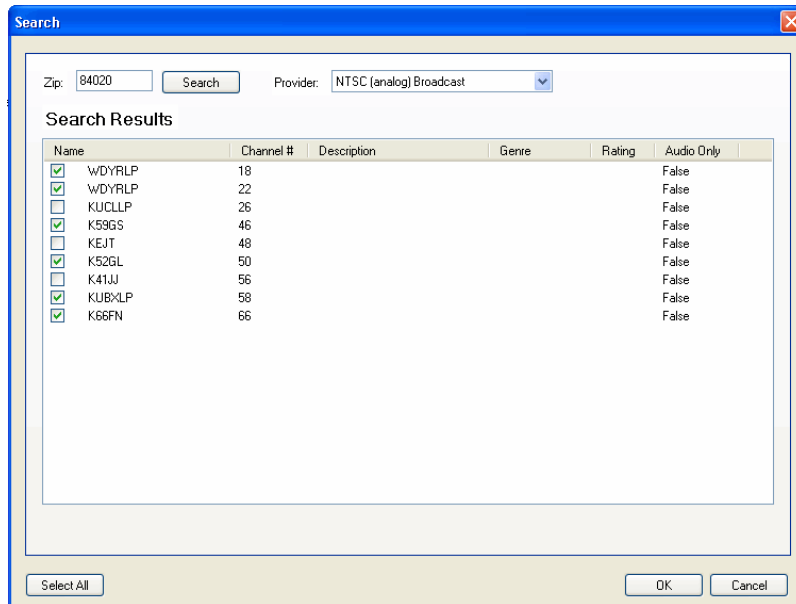 Search
Zip: 84020 Search Provider: NTSC (analog) Broadcast
Search Results
Name Channel # Description Genre Rating Audio Only
WDYRLP 18 False
WDYRLP 22 False
KUCLLP 26 False
K59GS 46 False
KEJT 48 False
K52GL 50 False
K41JJ 56 False
KUBXLP 58 False
K66FN 66 False
Select All OK Cancel